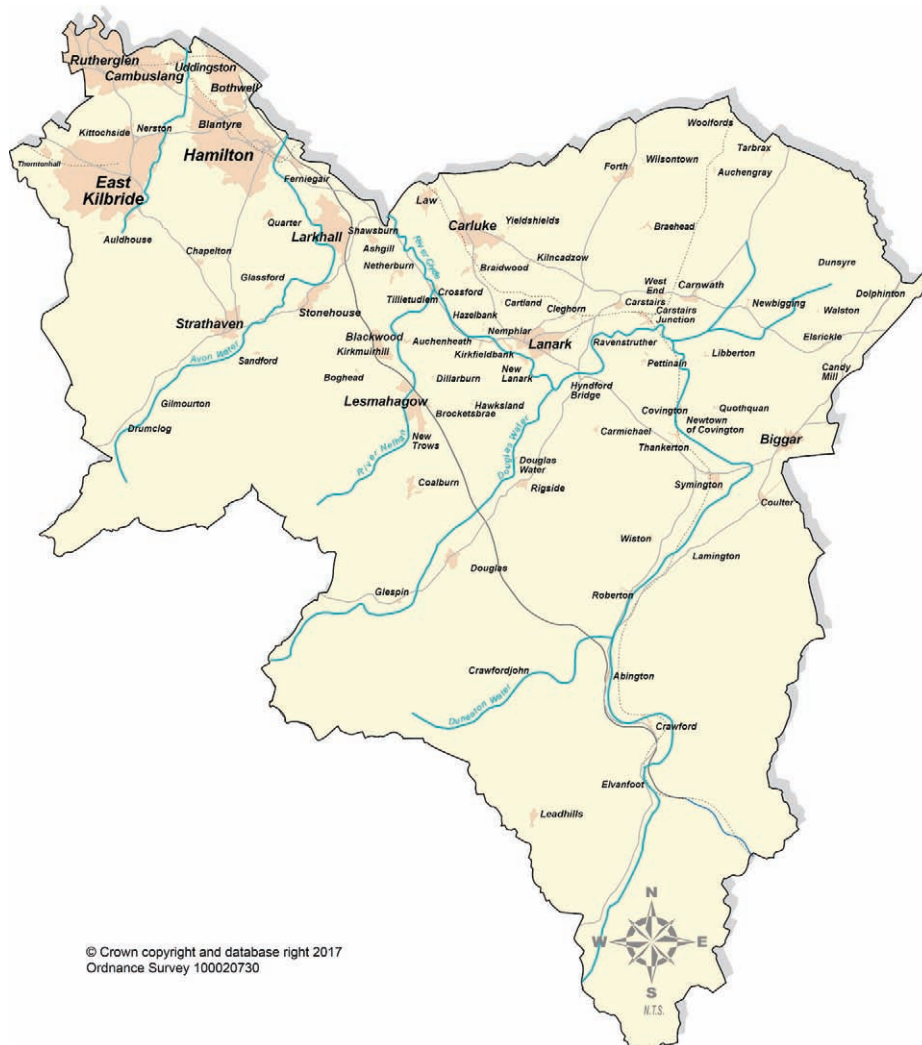 Rutherglen
Cambuslang
Uddingston
Bothwell
Kittochside
Nerston
Blantyre
Thorntonhall
Hamilton
East
Kilbride
Ferniegair
Auldhouse
Quarter
Larkhall
Chapelton
Glassford
Shawsburn
Ashgill
Netherburn
Strathaven
Stonehouse
Tillietudlem
Avon Water
Sandford
Blackwood
Kirkmuirhill
Boghead
Gilmourton
Drumclog
Lesmahagow
River Nethan
New
Trows
Coalburn
Law
Carluke
River Clyde
Yieldshields
Kilncadzow
Braidwood
Crossford
Cartland
Hazelbank
Cleghorn
Nemphlar
Auchenheath
Kirkfieldbank
Lanark
New
Lanark
Dillarburn
Hawksland
Brocketsbrae
Douglas Water
Woolfords
Forth
Wilsontown
Tarbrax
Auchengray
Braehead
West
End
Carnwath
Carstairs
Carstairs
Junction
Dunsyre
Newbigging
Dolphinton
Walston
Elsrickle
Ravenstruther
Pettinain
Libberton
Candy
Mill
Hyndford
Bridge
Covington
Quothquan
Newtown
of Covington
Carmichael
Thankerton
Biggar
Douglas
Water
Rigside
Symington
Coulter
Wiston
Lamington
Douglas
Glespin
Roberton
Crawfordjohn
Duneaton Water
Abington
Crawford
Elvanfoot
Leadhills
N
W
E
S
N.T.S.
© Crown copyright and database right 2017
Ordnance Survey 100020730